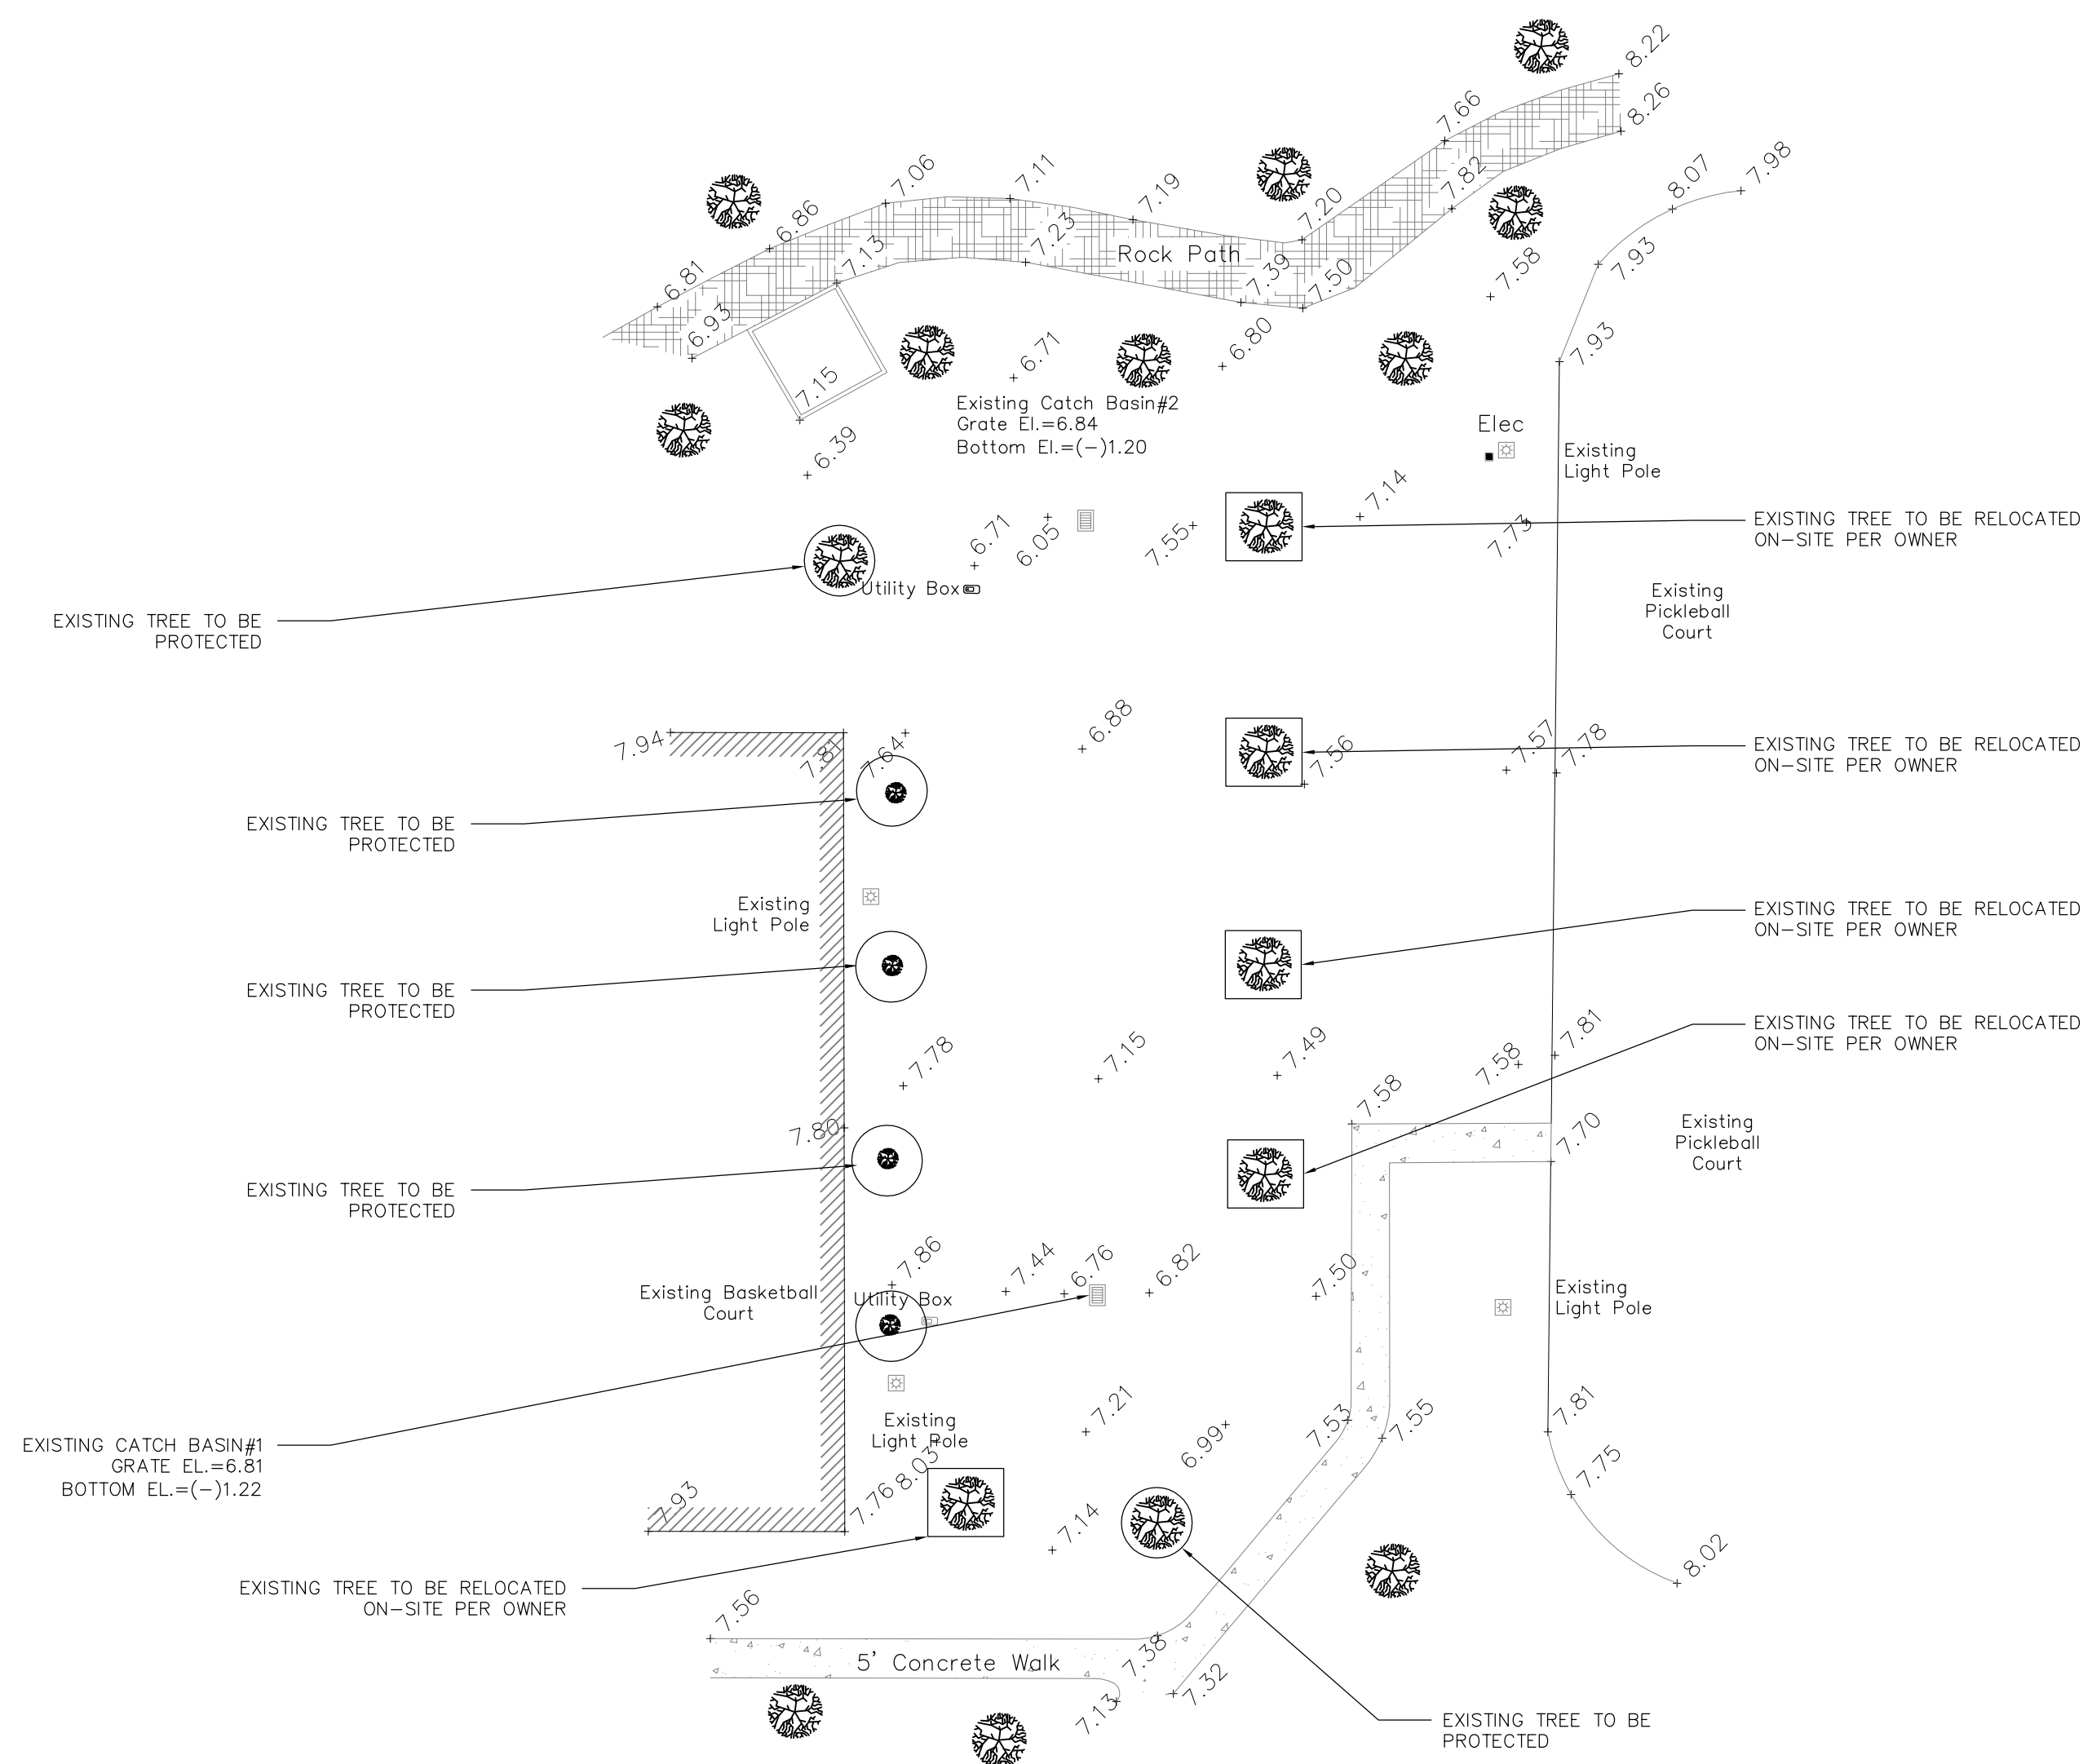 8.22
8.26
7.66
7.98
8.07
7.82
7.06
7.11
7.19
7.20
6.86
7.13
7.23
Rock Path
7.39
7.50
7.58
7.93
6.81
6.93
7.93
7.15
6.71
6.80
6.39
Existing Catch Basin#2
Grate El.=6.84
Bottom El.=(-)1.20
Elec
Existing
Light Pole
7.14
6.71
6.05
7.55
7.73
EXISTING TREE TO BE RELOCATED
ON-SITE PER OWNER
Utility Box
Existing
Pickleball
Court
EXISTING TREE TO BE
PROTECTED
7.94
7.81
7.64
6.88
7.56
7.57
7.78
EXISTING TREE TO BE RELOCATED
ON-SITE PER OWNER
EXISTING TREE TO BE
PROTECTED
Existing
Light Pole
EXISTING TREE TO BE RELOCATED
ON-SITE PER OWNER
EXISTING TREE TO BE
PROTECTED
7.78
7.15
7.49
7.58
7.81
EXISTING TREE TO BE RELOCATED
ON-SITE PER OWNER
7.58
7.80
7.70
Existing
Pickleball
Court
EXISTING TREE TO BE
PROTECTED
7.86
7.44
6.76
6.82
7.50
Existing Basketball
Court
Utility Box
Existing
Light Pole
7.21
6.99
7.53
7.55
7.81
Existing
Light Pole
EXISTING CATCH BASIN#1
GRATE EL.=6.81
BOTTOM EL.=(-)1.22
7.93
7.76
8.03
7.14
7.75
8.02
EXISTING TREE TO BE RELOCATED
ON-SITE PER OWNER
7.56
5' Concrete Walk
7.38
7.13
7.32
EXISTING TREE TO BE
PROTECTED